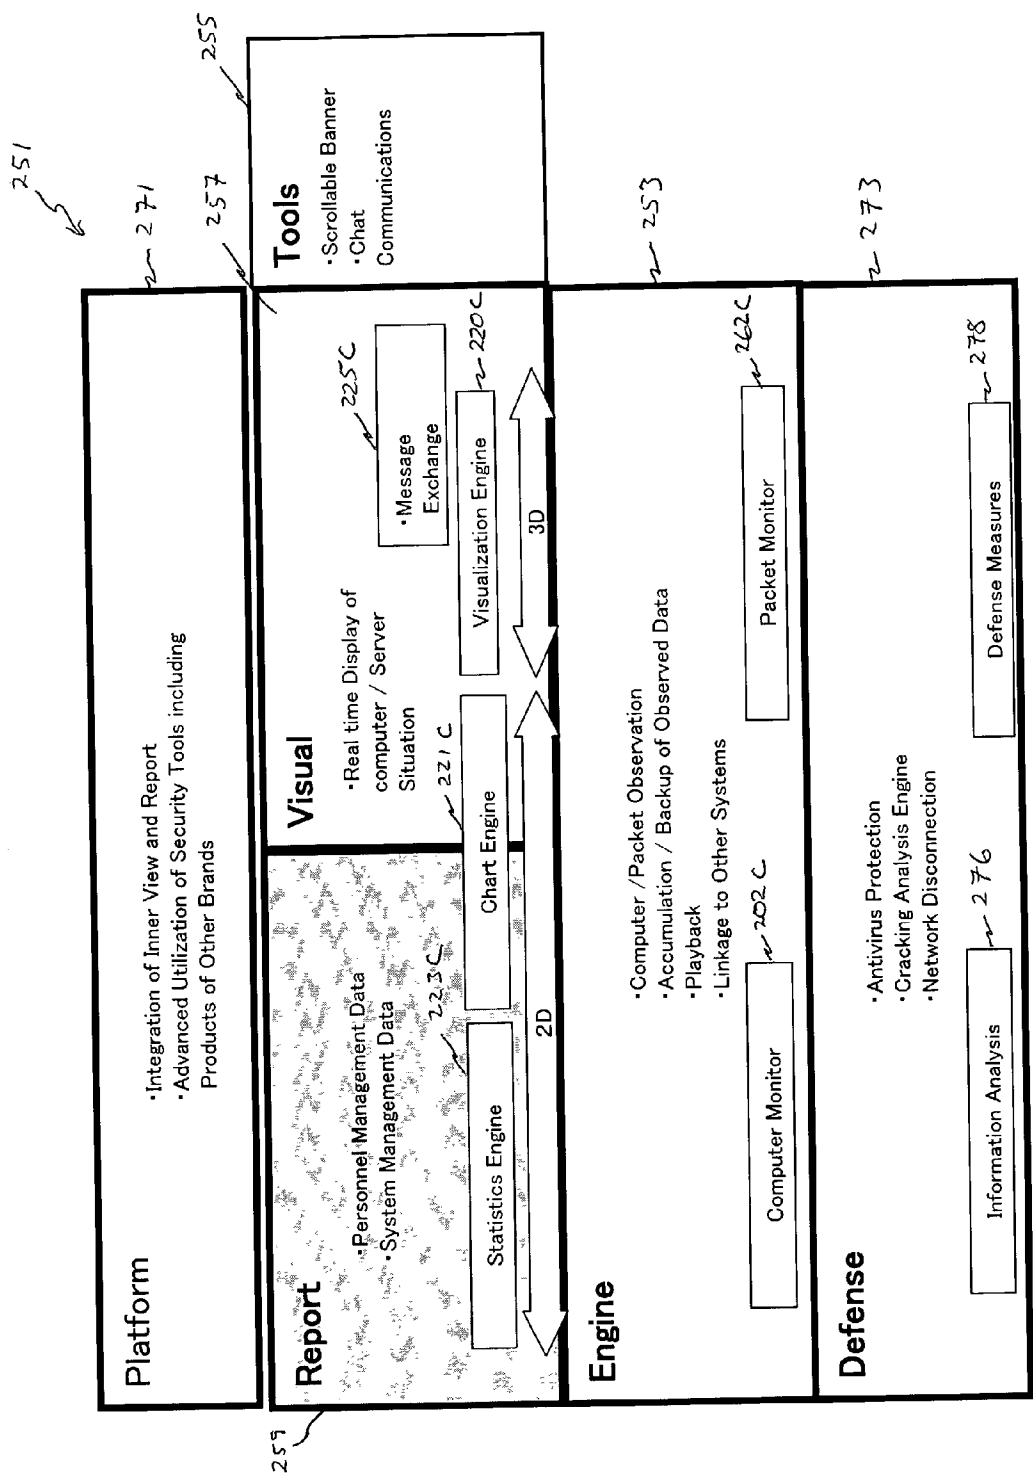 251
Platform
271
·Integration of Inner View and Report
·Advanced Utilization of Security Tools including
Products of Other Brands
259
Report
·Personnel Management Data
·System Management Data
223C
Statistics Engine
Visual
257
·Real time Display of
computer / Server
Situation
221C
Chart Engine
225C
·Message
Exchange
220C
Visualization Engine
2D
3D
Tools
255
·Scrollable Banner
·Chat
Communications
Engine
253
·Computer /Packet Observation
·Accumulation / Backup of Observed Data
·Playback
·Linkage to Other Systems
202C
Computer Monitor
262C
Packet Monitor
Defense
273
·Antivirus Protection
·Cracking Analysis Engine
·Network Disconnection
276
Information Analysis
278
Defense Measures